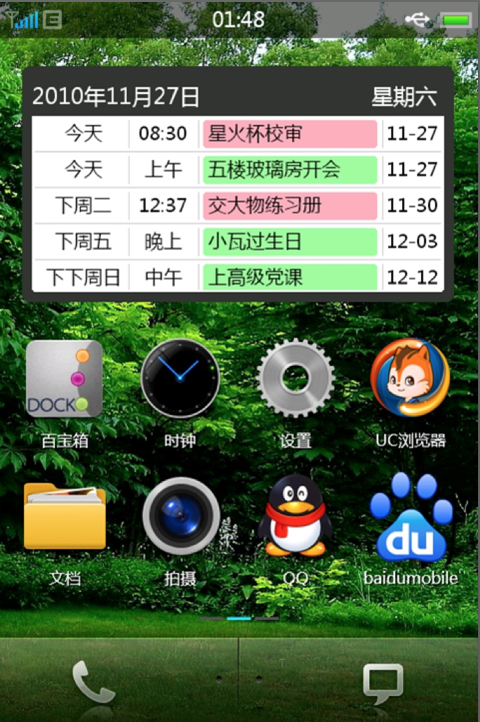 E 01:48
2010年11月27日 星期六
今天 08:30 星火杯校审 11-27
今天 上午 五楼玻璃房开会 11-27
下周二 12:37 交大物练习册 11-30
下周五 晚上 小瓦过生日 12-03
下下周日 中午 上高级党课 12-12
DOCK
百宝箱 时钟 设置 UC浏览器
du
文档 拍摄 QQ baidumobile